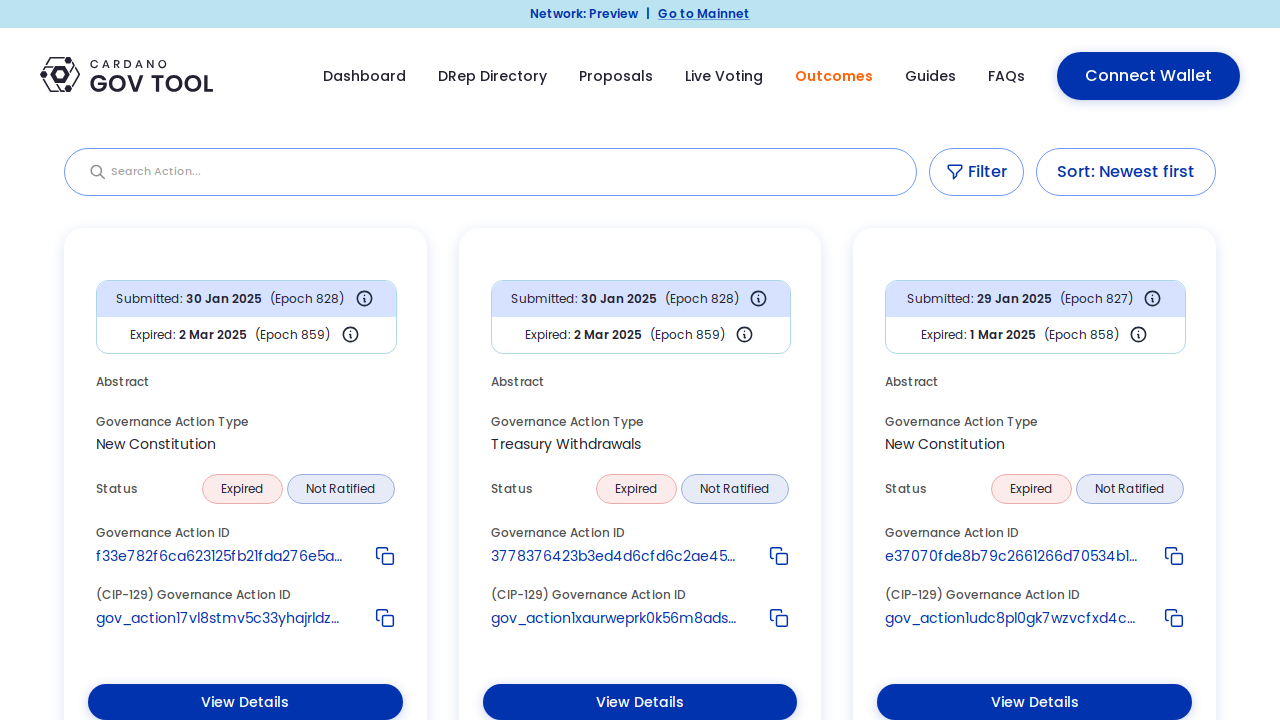 Network: Preview | Go to Mainnet
CARDANO
GOV TOOL
Dashboard
DRep Directory
Proposals
Live Voting
Outcomes
Guides
FAQs
Connect Wallet
Search Action...
Filter
Sort: Newest first
Submitted: 30 Jan 2025 (Epoch 828)
Expired: 2 Mar 2025 (Epoch 859)
Abstract
Governance Action Type
New Constitution
Status
Expired
Not Ratified
Governance Action ID
f33e782f6ca623125fb21fda276e5a...
(CIP-129) Governance Action ID
gov_action17vl8stmv5c33yhajrldz...
View Details
Submitted: 30 Jan 2025 (Epoch 828)
Expired: 2 Mar 2025 (Epoch 859)
Abstract
Governance Action Type
Treasury Withdrawals
Status
Expired
Not Ratified
Governance Action ID
3778376423b3ed4d6cfd6c2ae45...
(CIP-129) Governance Action ID
gov_action1xaurweprk0k56m8ads...
View Details
Submitted: 29 Jan 2025 (Epoch 827)
Expired: 1 Mar 2025 (Epoch 858)
Abstract
Governance Action Type
New Constitution
Status
Expired
Not Ratified
Governance Action ID
e37070fde8b79c2661266d70534b1...
(CIP-129) Governance Action ID
gov_action1udc8pl0gk7wzvcfxd4c...
View Details